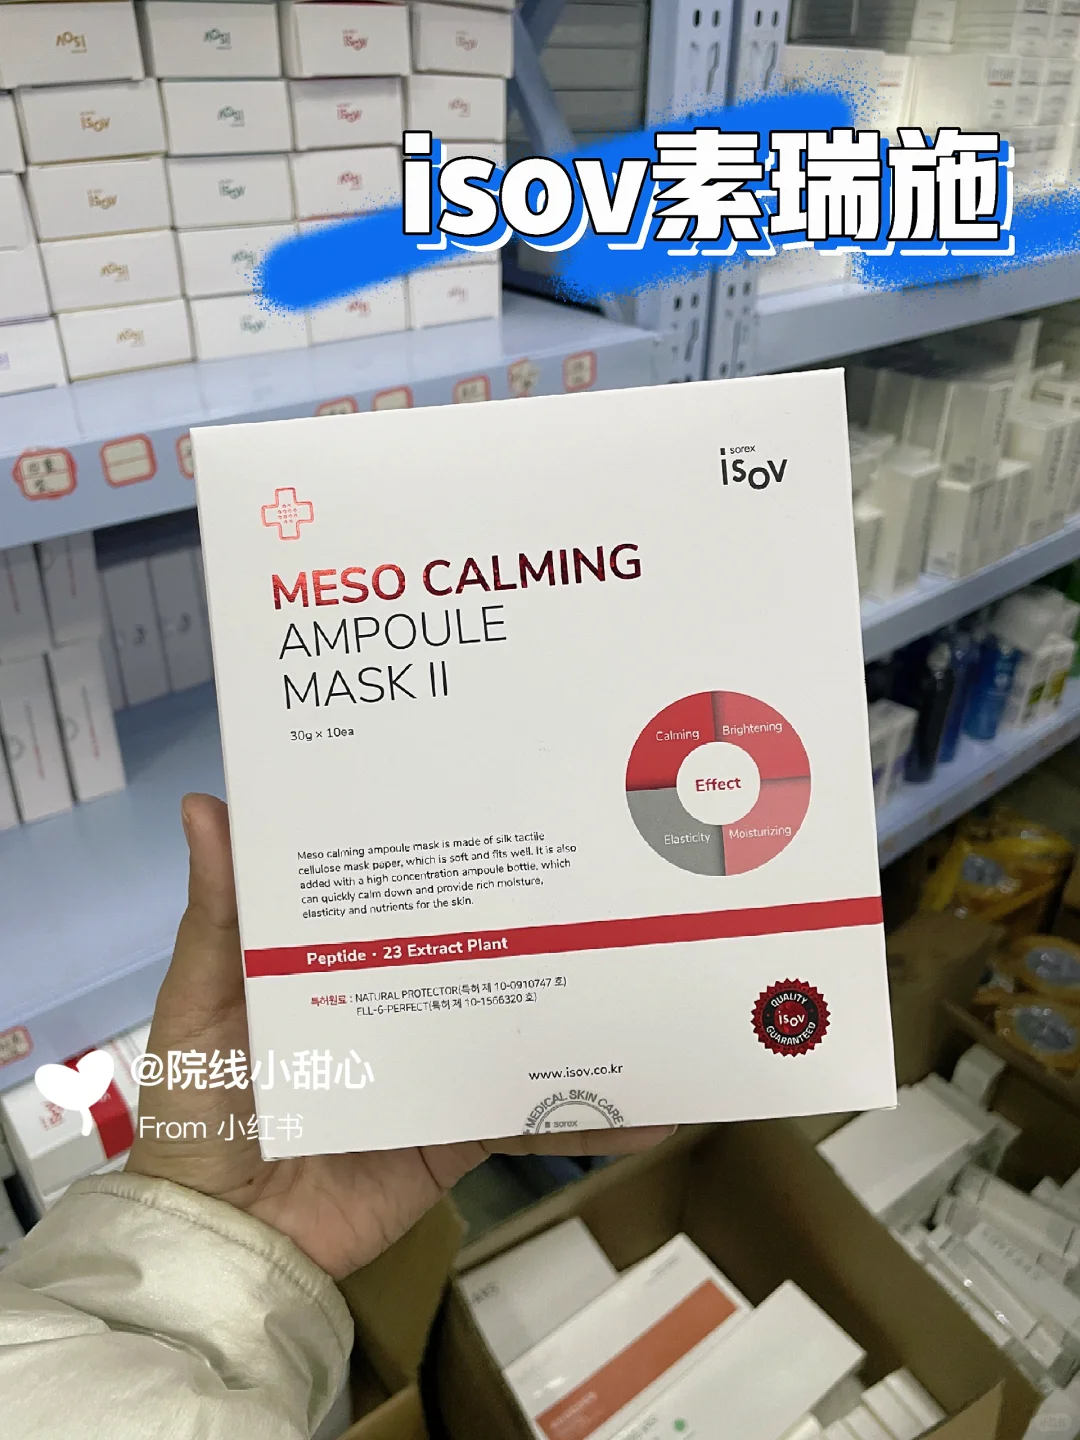 isov
isov
isov
isov
isov素瑞施
sorex
isov
MESO CALMING
AMPOULE
MASK II
30g × 10ea
Calming
Brightening
Effect
Elasticity
Moisturizing
Meso calming ampoule mask is made of silk tactile
cellulose mask paper, which is soft and fits well. It is also
added with a high concentration ampoule bottle, which
can quickly calm down and provide rich moisture,
elasticity and nutrients for the skin.
Peptide · 23 Extract Plant
특허원료 : NATURAL PROTECTOR(특허 제 10-0910747 호)
ELL-6-PERFECT(특허 제 10-1566320 호)
QUALITY
isov
GUARANTEED
www.isov.co.kr
MEDICAL SKIN CARE
sorex
@院线小甜心
From 小红书